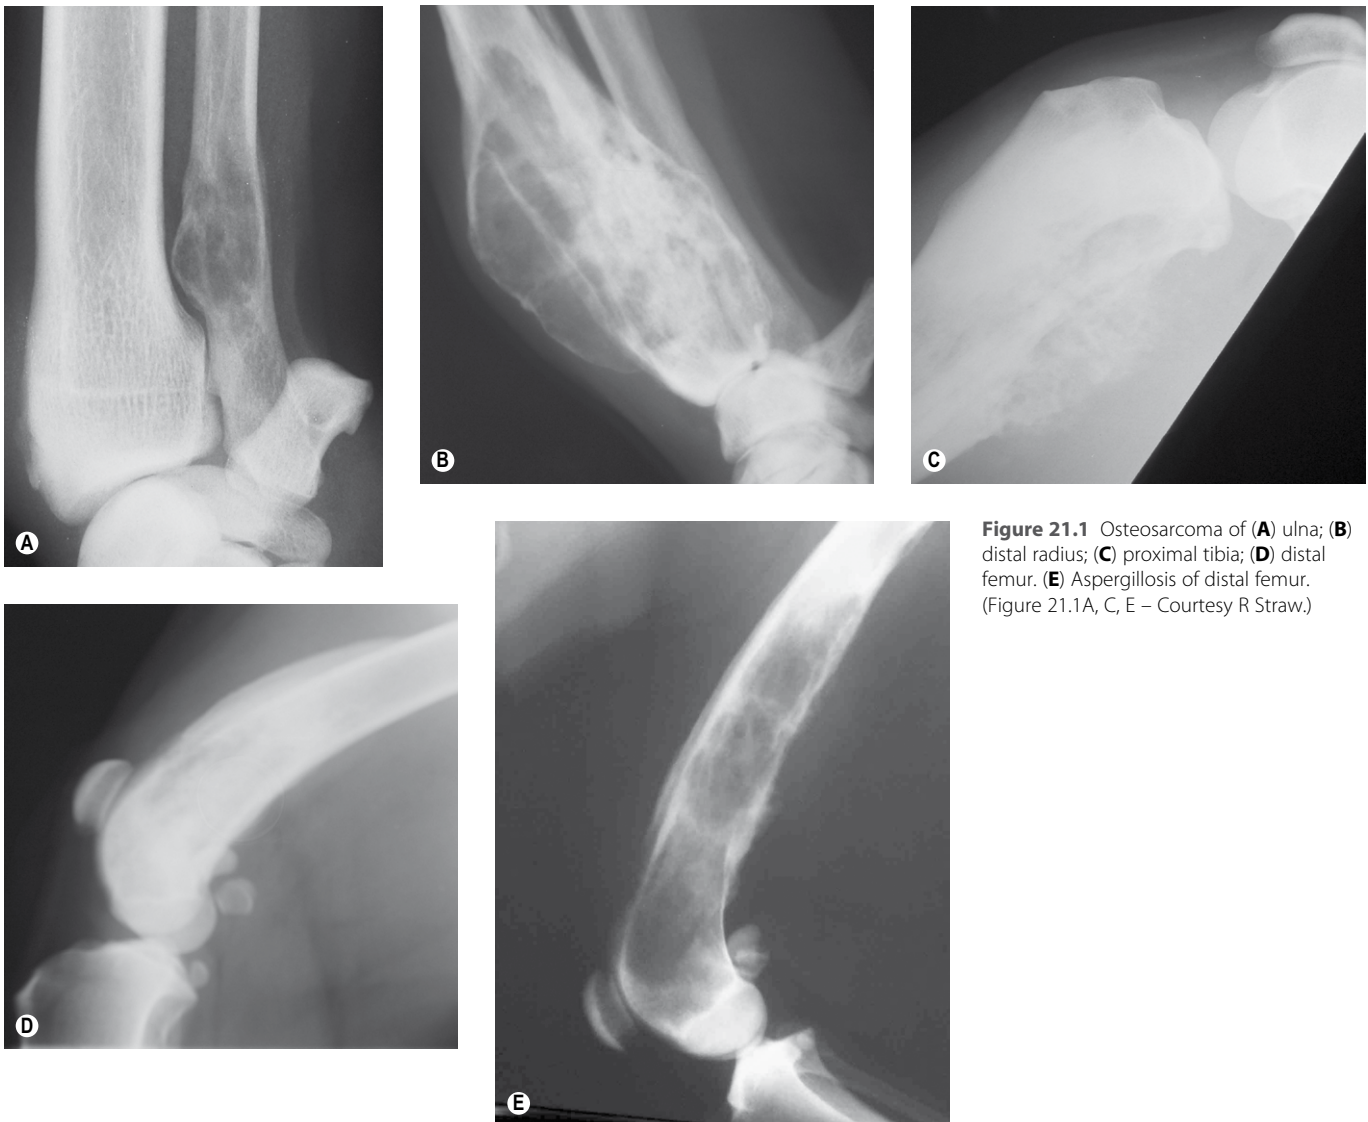 A
B
C
Figure 21.1 Osteosarcoma of (A) ulna; (B)
distal radius; (C) proximal tibia; (D) distal
femur. (E) Aspergillosis of distal femur.
(Figure 21.1A, C, E – Courtesy R Straw.)
D
E